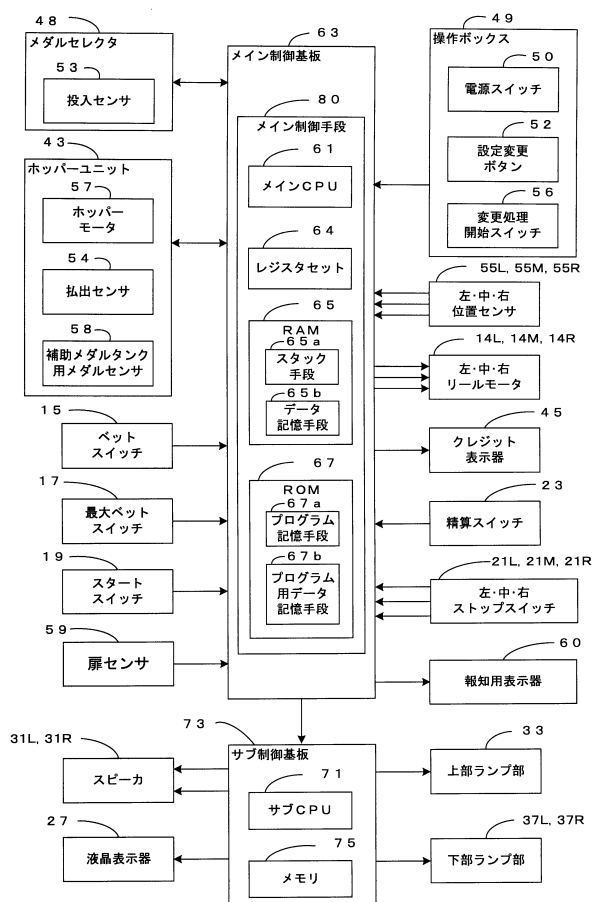 48
メダルセレクタ
53
投入センサ
43
ホッパーユニット
57
ホッパー
モータ
54
払出センサ
58
補助メダルタンク
用メダルセンサ
15
ベット
スイッチ
17
最大ベット
スイッチ
19
スタート
スイッチ
59
扉センサ
63
メイン制御基板
80
メイン制御手段
61
メインCPU
64
レジスタセット
65
RAM
65a
スタック
手段
65b
データ
記憶手段
67
ROM
67a
プログラム
記憶手段
67b
プログラム
用データ
記憶手段
49
操作ボックス
50
電源スイッチ
52
設定変更
ボタン
56
変更処理
開始スイッチ
55L, 55M, 55R
左・中・右
位置センサ
14L, 14M, 14R
左・中・右
リールモータ
45
クレジット
表示器
23
精算スイッチ
21L, 21M, 21R
左・中・右
ストップスイッチ
60
報知用表示器
73
サブ制御基板
71
サブCPU
75
メモリ
31L, 31R
スピーカ
27
液晶表示器
33
上部ランプ部
37L, 37R
下部ランプ部